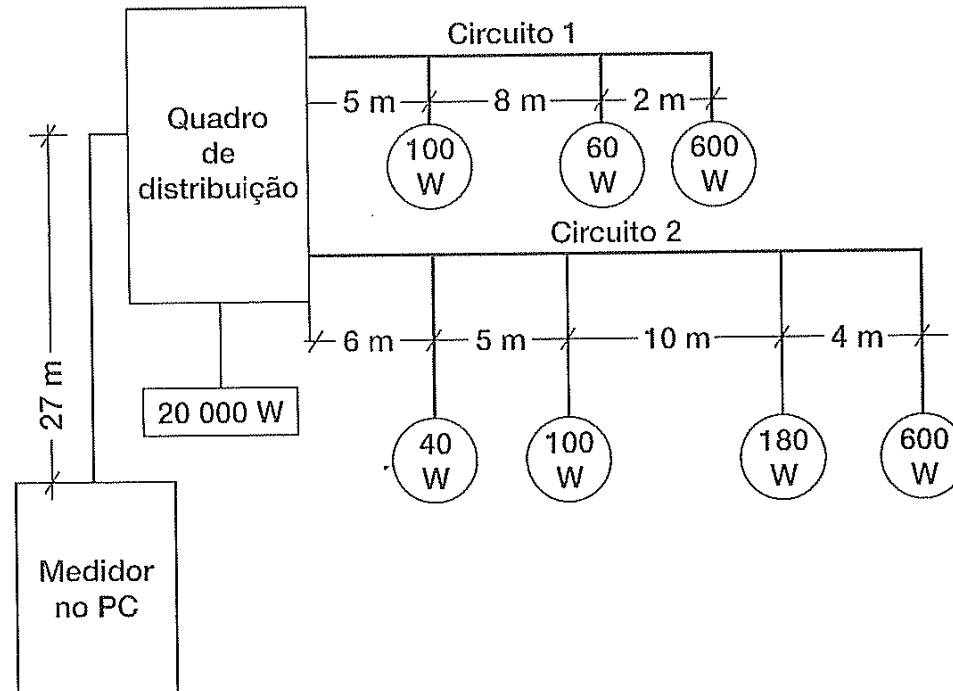 Circuito 1
5 m
8 m
2 m
Quadro
de
distribuição
100
W
60
W
600
W
Circuito 2
6 m
5 m
10 m
4 m
27 m
20 000 W
40
W
100
W
180
W
600
W
Medidor
no PC